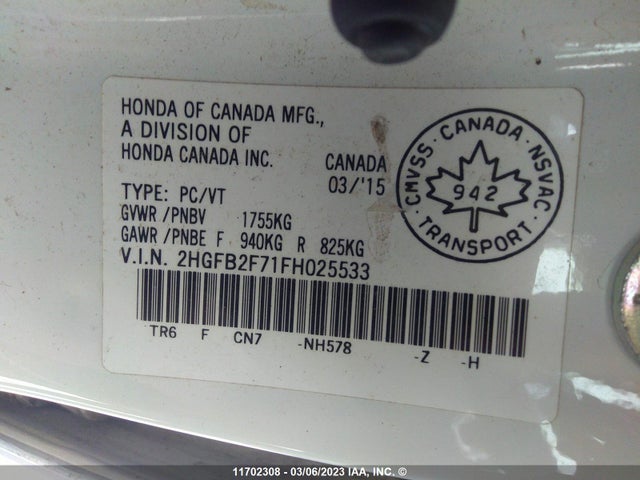 HONDA OF CANADA MFG.,
A DIVISION OF
HONDA CANADA INC. CANADA
03/'15
TYPE: PC/VT
GVWR/PNBV 1755KG
GAWR/PNBE F 940KG R 825KG
V.I.N. 2HGFB2F71FH025533
TR6 F CN7 -NH578 -Z -H
CMVSS · CANADA · NSVAC
942
TRANSPORT
11702308 - 03/06/2023 IAA, INC. ©